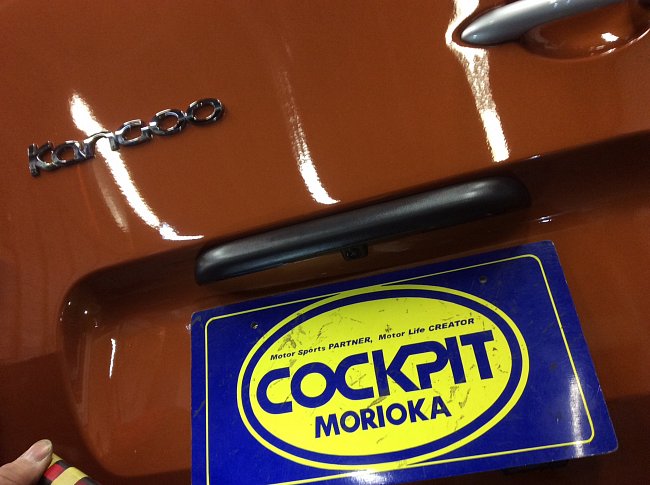 Kangoo
Motor Sports PARTNER, Motor Life CREATOR
COCKPIT
MORIOKA